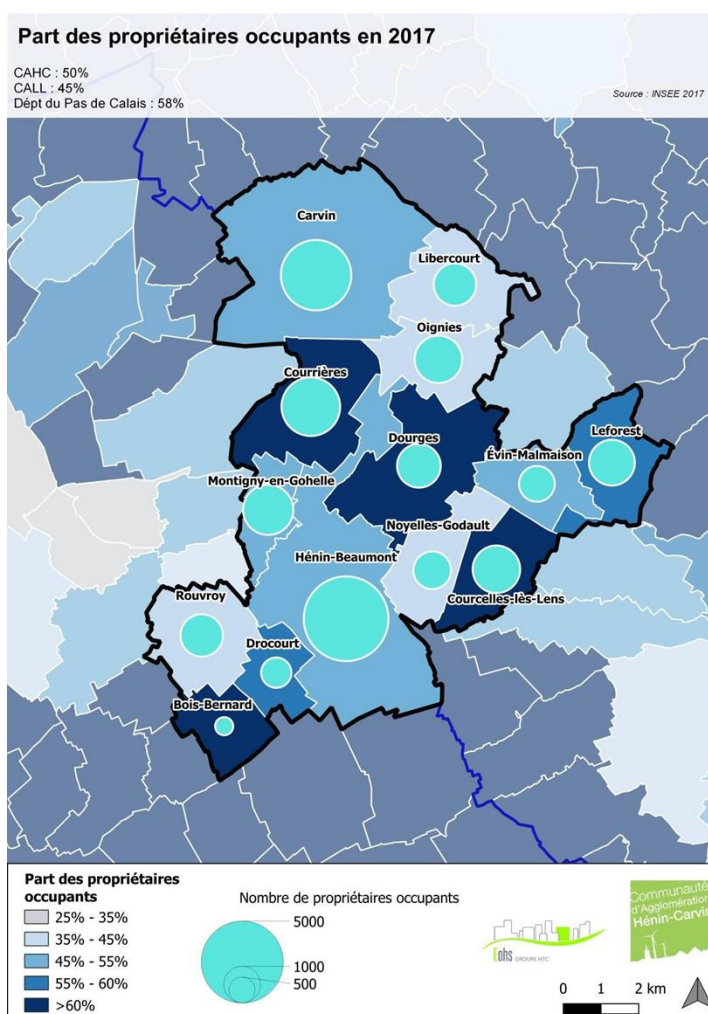 Part des propriétaires occupants en 2017
CAHC : 50%
CALL : 45%
Dépt du Pas de Calais : 58%
Source : INSEE 2017
Carvin
Libercourt
Oignies
Courrières
Leforest
Dourges
Évin-Malmaison
Montigny-en-Gohelle
Noyelles-Godault
Hénin-Beaumont
Rouvroy
Courcelles-lès-Lens
Drocourt
Bois-Bernard
Part des propriétaires
occupants
25% - 35%
35% - 45%
45% - 55%
55% - 60%
>60%
Nombre de propriétaires occupants
5000
1000
500
Eohs GROUPE HTC
Communauté
d'Agglomération
Hénin-Carvin
0 1 2 km